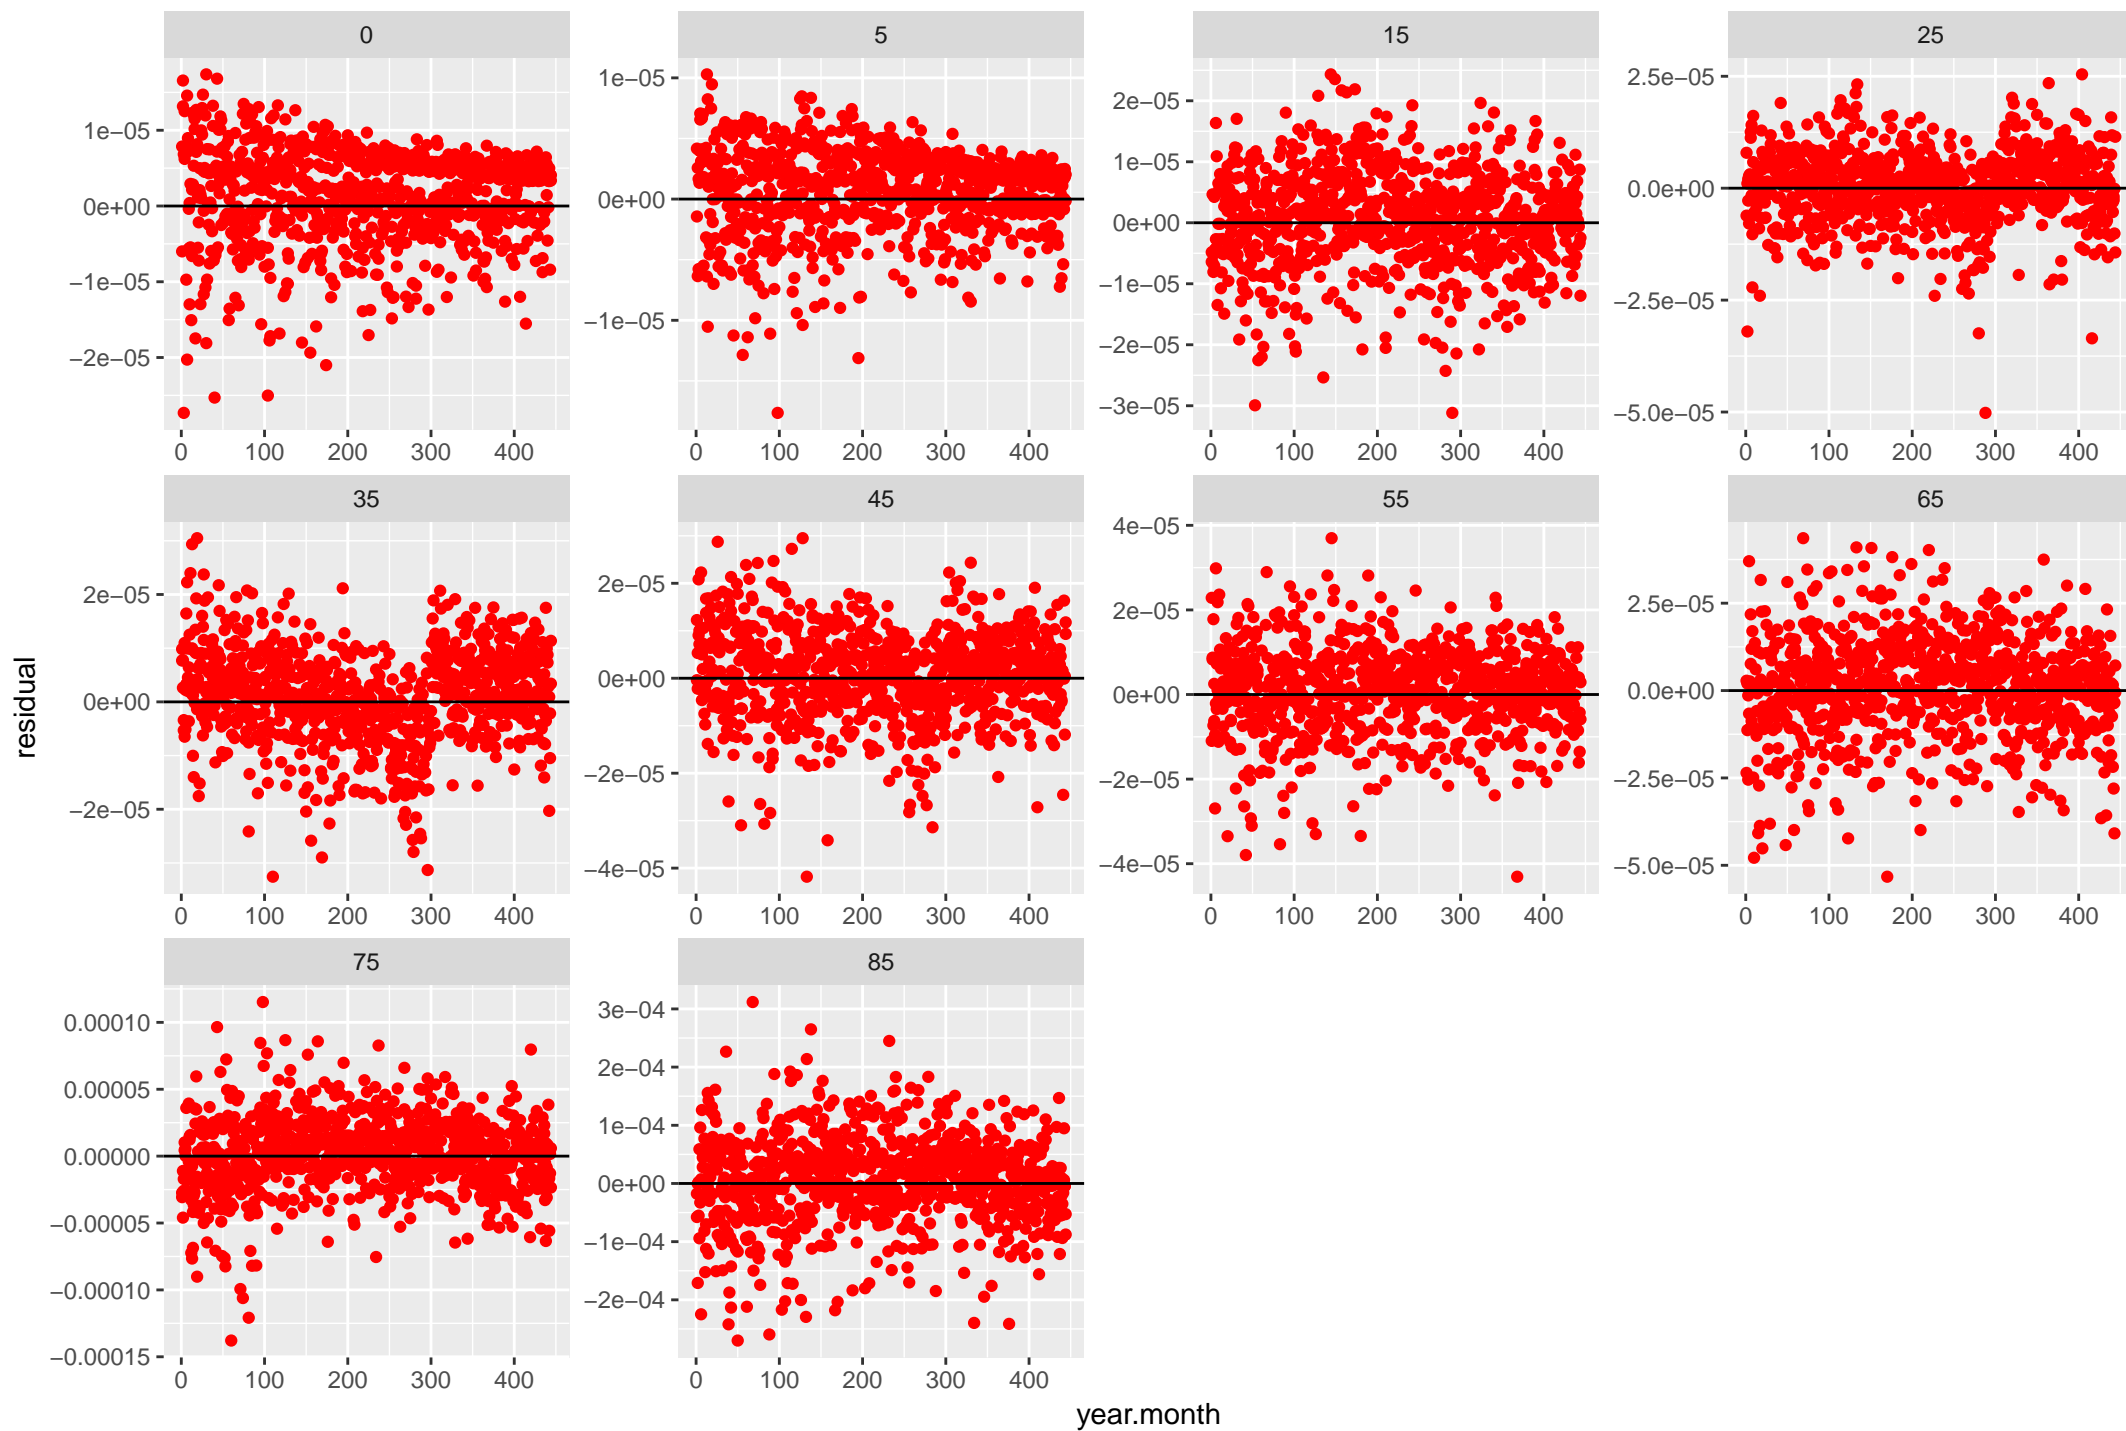 0 5 15 25
1e−05
0e+00
−1e−05
−2e−05
1e−05
0e+00
−1e−05
2e−05
1e−05
0e+00
−1e−05
−2e−05
−3e−05
2.5e−05
0.0e+00
−2.5e−05
−5.0e−05
0 100 200 300 400 0 100 200 300 400 0 100 200 300 400 0 100 200 300 400
35 45 55 65
2e−05
0e+00
−2e−05
2e−05
0e+00
−2e−05
−4e−05
4e−05
2e−05
0e+00
−2e−05
−4e−05
2.5e−05
0.0e+00
−2.5e−05
−5.0e−05
0 100 200 300 400 0 100 200 300 400 0 100 200 300 400 0 100 200 300 400
75 85
0.00010
0.00005
0.00000
−0.00005
−0.00010
−0.00015
3e−04
2e−04
1e−04
0e+00
−1e−04
−2e−04
0 100 200 300 400 0 100 200 300 400
residual
year.month